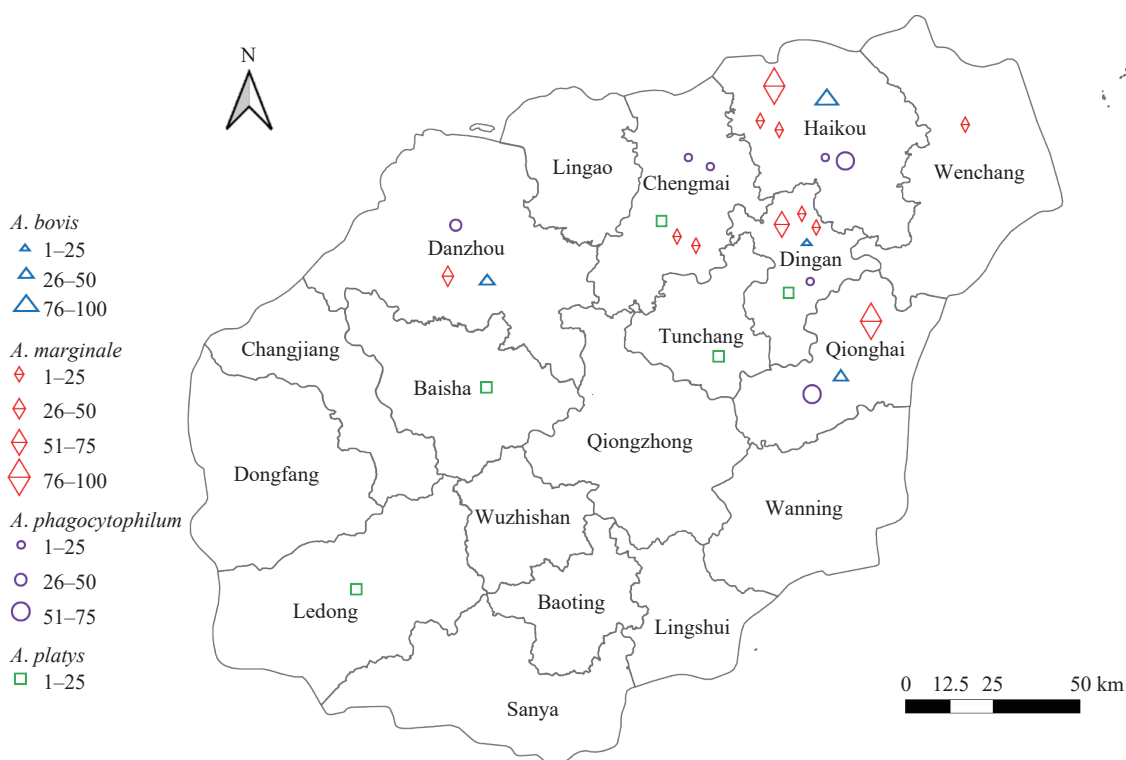 N
Haikou
Wenchang
Lingao
Chengmai
Danzhou
Dingan
Tunchang
Qionghai
Changjiang
Baisha
Qiongzhong
Dongfang
Wanning
Wuzhishan
Ledong
Baoting
Lingshui
Sanya
A. bovis
1–25
26–50
76–100
A. marginale
1–25
26–50
51–75
76–100
A. phagocytophilum
1–25
26–50
51–75
A. platys
1–25
0 12.5 25 50 km